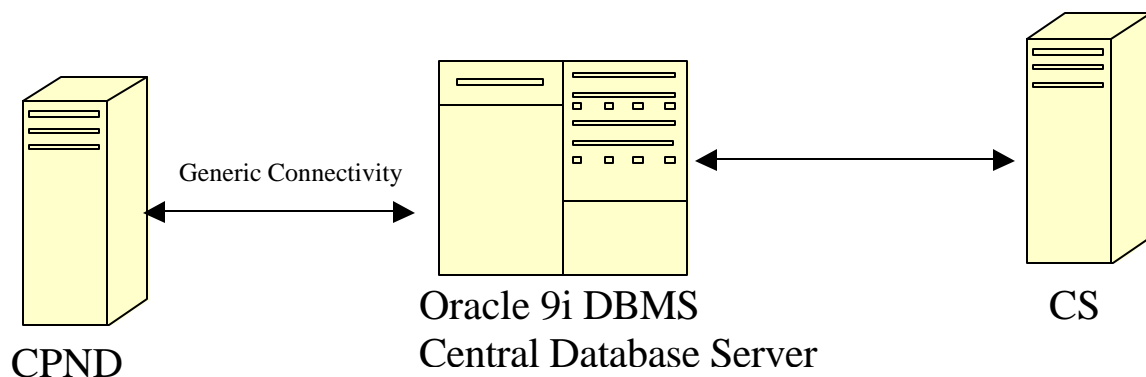 Generic Connectivity
Oracle 9i DBMS
Central Database Server
CS
CPND